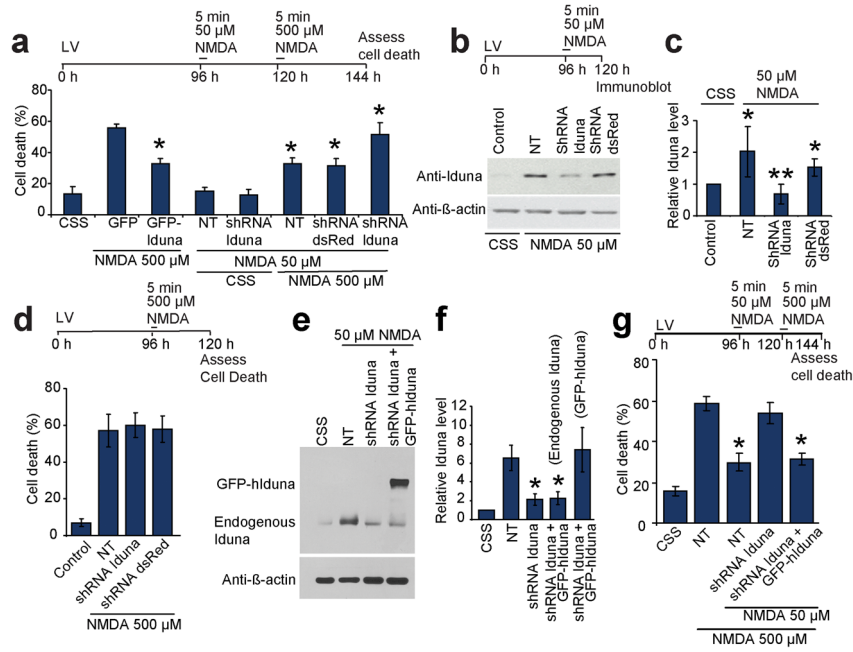 a
5 min
50 µM
NMDA
5 min
500 µM
NMDA
Assess
cell death
LV
0 h
96 h
120 h
144 h
Cell death (%)
80
60
40
20
0
*
*
*
*
CSS
GFP
GFP-
Iduna
NT
shRNA
Iduna
NT
shRNA
dsRed
shRNA
Iduna
NMDA 500 µM
NMDA 50 µM
CSS
NMDA 500 µM
b
5 min
50 µM
NMDA
LV
0 h
96 h
120 h
Immunoblot
Control
NT
ShRNA
Iduna
ShRNA
dsRed
Anti-Iduna
Anti-ß-actin
CSS
NMDA 50 µM
c
50 µM
NMDA
CSS
Relative Iduna level
3
2
1
0
*
**
*
Control
NT
ShRNA
Iduna
ShRNA
dsRed
d
5 min
500 µM
NMDA
LV
0 h
96 h
120 h
Assess
Cell Death
Cell death (%)
80
60
40
20
0
Control
NT
shRNA Iduna
shRNA dsRed
NMDA 500 µM
e
50 µM NMDA
CSS
NT
shRNA Iduna
shRNA Iduna +
GFP-hIduna
GFP-hIduna
Endogenous
Iduna
Anti-ß-actin
f
Relative Iduna level
12
10
8
6
4
2
0
*
*
(Endogenous Iduna)
(GFP-hIduna)
CSS
NT
shRNA Iduna
shRNA Iduna +
GFP-hIduna
shRNA Iduna +
GFP-hIduna
g
5 min
50 µM
NMDA
5 min
500 µM
NMDA
LV
0 h
96 h
120 h
144 h
Assess
cell death
Cell death (%)
80
60
40
20
0
*
*
CSS
NT
NT
shRNA Iduna
shRNA Iduna +
GFP-hIduna
NMDA 50 µM
NMDA 500 µM